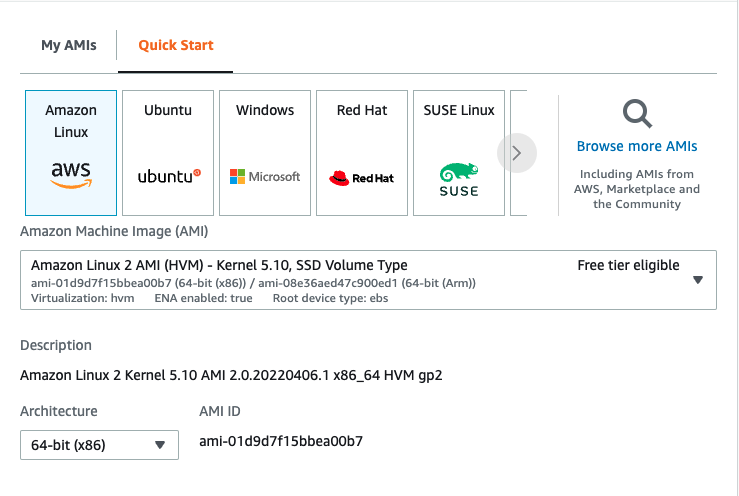 My AMIs
Quick Start
Amazon Linux
aws
Ubuntu
ubuntu
Windows
Microsoft
Red Hat
Red Hat
SUSE Linux
SUSE
Browse more AMIs
Including AMIs from
AWS, Marketplace and
the Community
Amazon Machine Image (AMI)
Amazon Linux 2 AMI (HVM) - Kernel 5.10, SSD Volume Type
Free tier eligible
ami-01d9d7f15bbea00b7 (64-bit (x86)) / ami-08e36aed47c900ed1 (64-bit (Arm))
Virtualization: hvm ENA enabled: true Root device type: ebs
Description
Amazon Linux 2 Kernel 5.10 AMI 2.0.20220406.1 x86_64 HVM gp2
Architecture
AMI ID
64-bit (x86)
ami-01d9d7f15bbea00b7